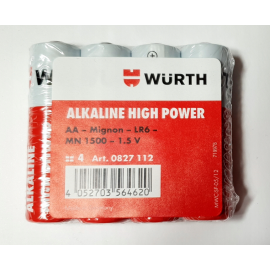 WÜRTH
ALKALINE HIGH POWER
AA – Mignon – LR6 –
MN 1500 – 1.5 V
4 Art. 0827 112
4 052703 564620
ALKALINE